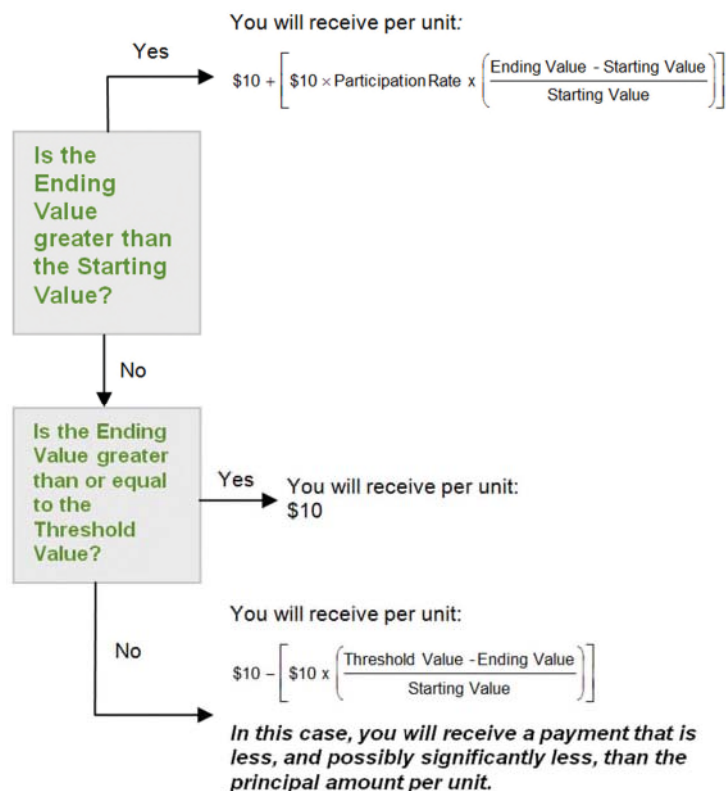 You will receive per unit:
Yes
$10 + [ $10 × Participation Rate x ( Ending Value - Starting Value / Starting Value ) ]
Is the
Ending
Value
greater than
the Starting
Value?
No
Is the Ending
Value greater
than or equal
to the
Threshold
Value?
Yes
You will receive per unit:
$10
No
You will receive per unit:
$10 – [ $10 x ( Threshold Value - Ending Value / Starting Value ) ]
In this case, you will receive a payment that is
less, and possibly significantly less, than the
principal amount per unit.